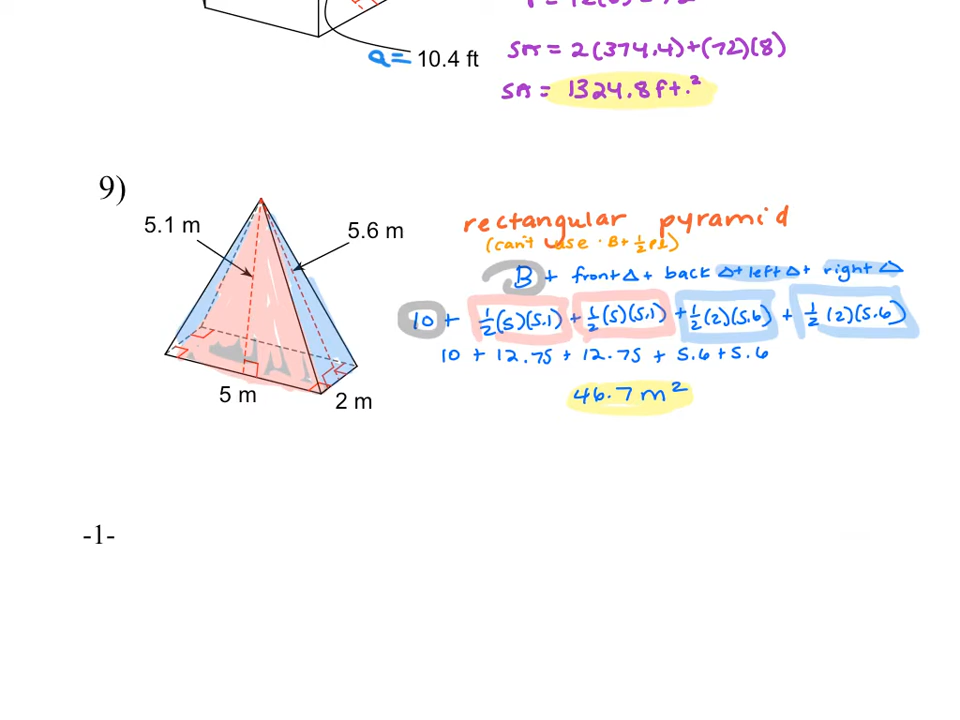 a = 10.4 ft
SA = 2(374.4)+(72)(8)
SA = 1324.8 ft.²
9)
5.1 m
5.6 m
5 m
2 m
rectangular pyramid
(can't use · B + ½pl)
B + front △ + back △ + left △ + right △
10 + ½(5)(5.1) + ½(5)(5.1) + ½(2)(5.6) + ½(2)(5.6)
10 + 12.75 + 12.75 + 5.6 + 5.6
46.7 m²
-1-